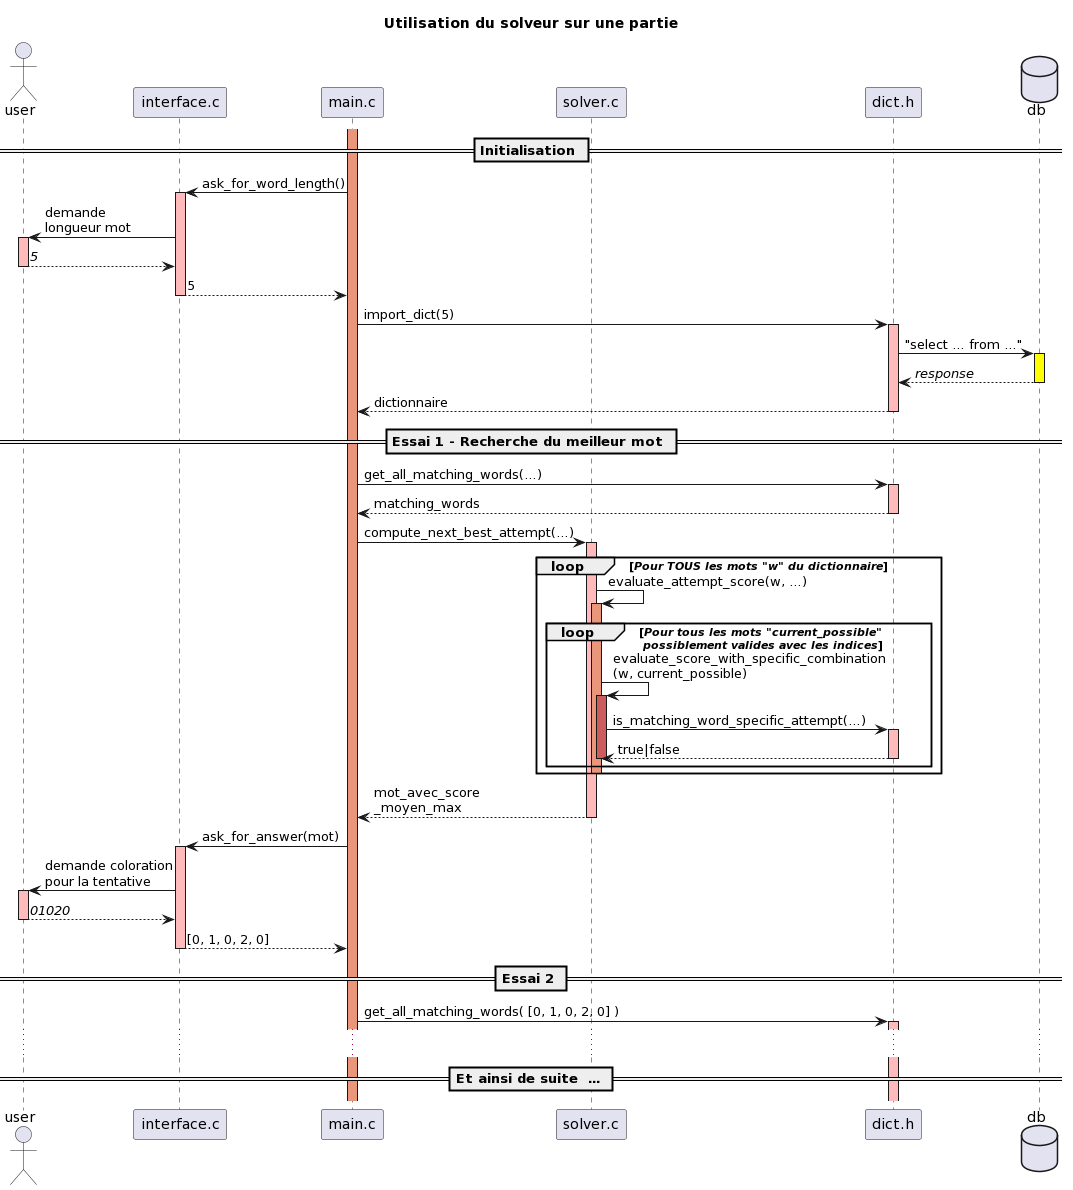 Utilisation du solveur sur une partie
user
interface.c
main.c
solver.c
dict.h
db
Initialisation
ask_for_word_length()
demande
longueur mot
5
5
import_dict(5)
"select ... from ..."
response
dictionnaire
Essai 1 - Recherche du meilleur mot
get_all_matching_words(...)
matching_words
compute_next_best_attempt(...)
loop
[Pour TOUS les mots "w" du dictionnaire]
evaluate_attempt_score(w, ...)
loop
[Pour tous les mots "current_possible"
possiblement valides avec les indices]
evaluate_score_with_specific_combination
(w, current_possible)
is_matching_word_specific_attempt(...)
true|false
mot_avec_score
_moyen_max
ask_for_answer(mot)
demande coloration
pour la tentative
01020
[0, 1, 0, 2, 0]
Essai 2
get_all_matching_words( [0, 1, 0, 2, 0] )
Et ainsi de suite ...
user
interface.c
main.c
solver.c
dict.h
db